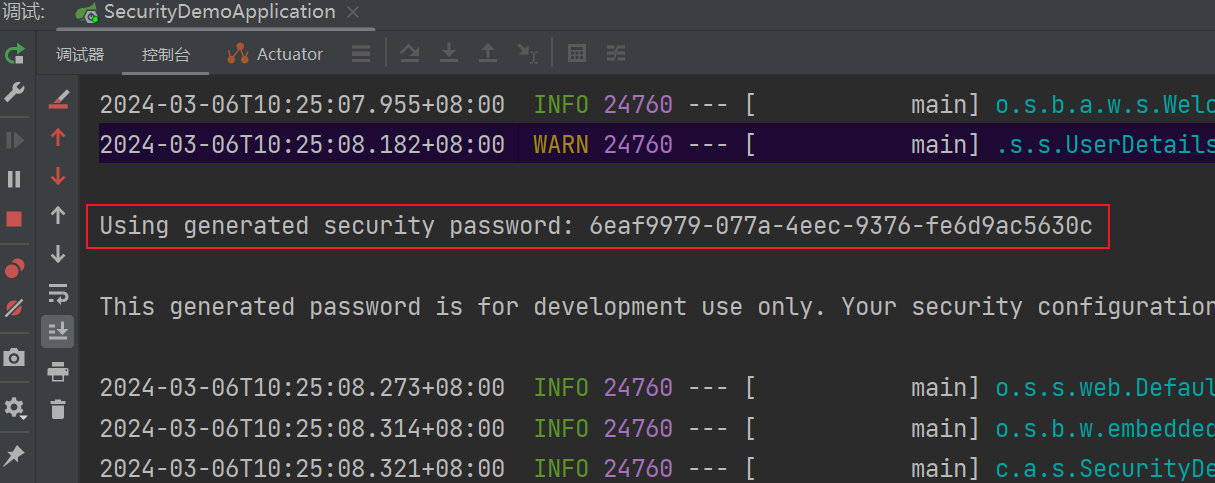 调试: SecurityDemoApplication
调试器 控制台 Actuator
2024-03-06T10:25:07.955+08:00 INFO 24760 --- [ main] o.s.b.a.w.s.Welc
2024-03-06T10:25:08.182+08:00 WARN 24760 --- [ main] .s.s.UserDetails
Using generated security password: 6eaf9979-077a-4eec-9376-fe6d9ac5630c
This generated password is for development use only. Your security configuration
2024-03-06T10:25:08.273+08:00 INFO 24760 --- [ main] o.s.s.web.Defaul
2024-03-06T10:25:08.314+08:00 INFO 24760 --- [ main] o.s.b.w.embedded
2024-03-06T10:25:08.321+08:00 INFO 24760 --- [ main] c.a.s.SecurityDe